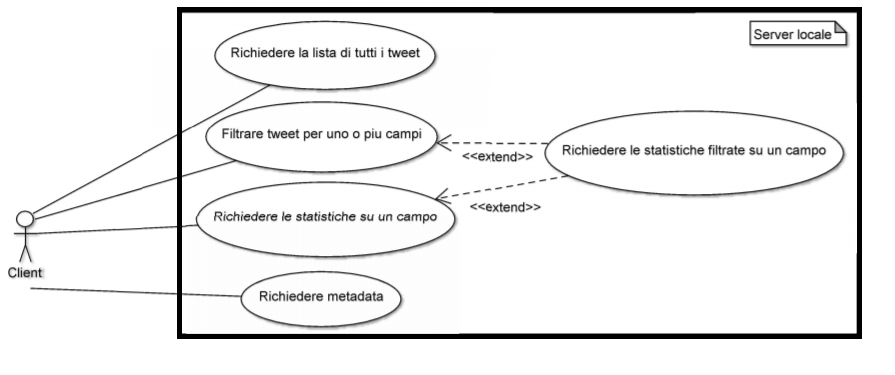 Server locale
Richiedere la lista di tutti i tweet
Filtrare tweet per uno o piu campi
<<extend>>
Richiedere le statistiche filtrate su un campo
Richiedere le statistiche su un campo
<<extend>>
Client
Richiedere metadata